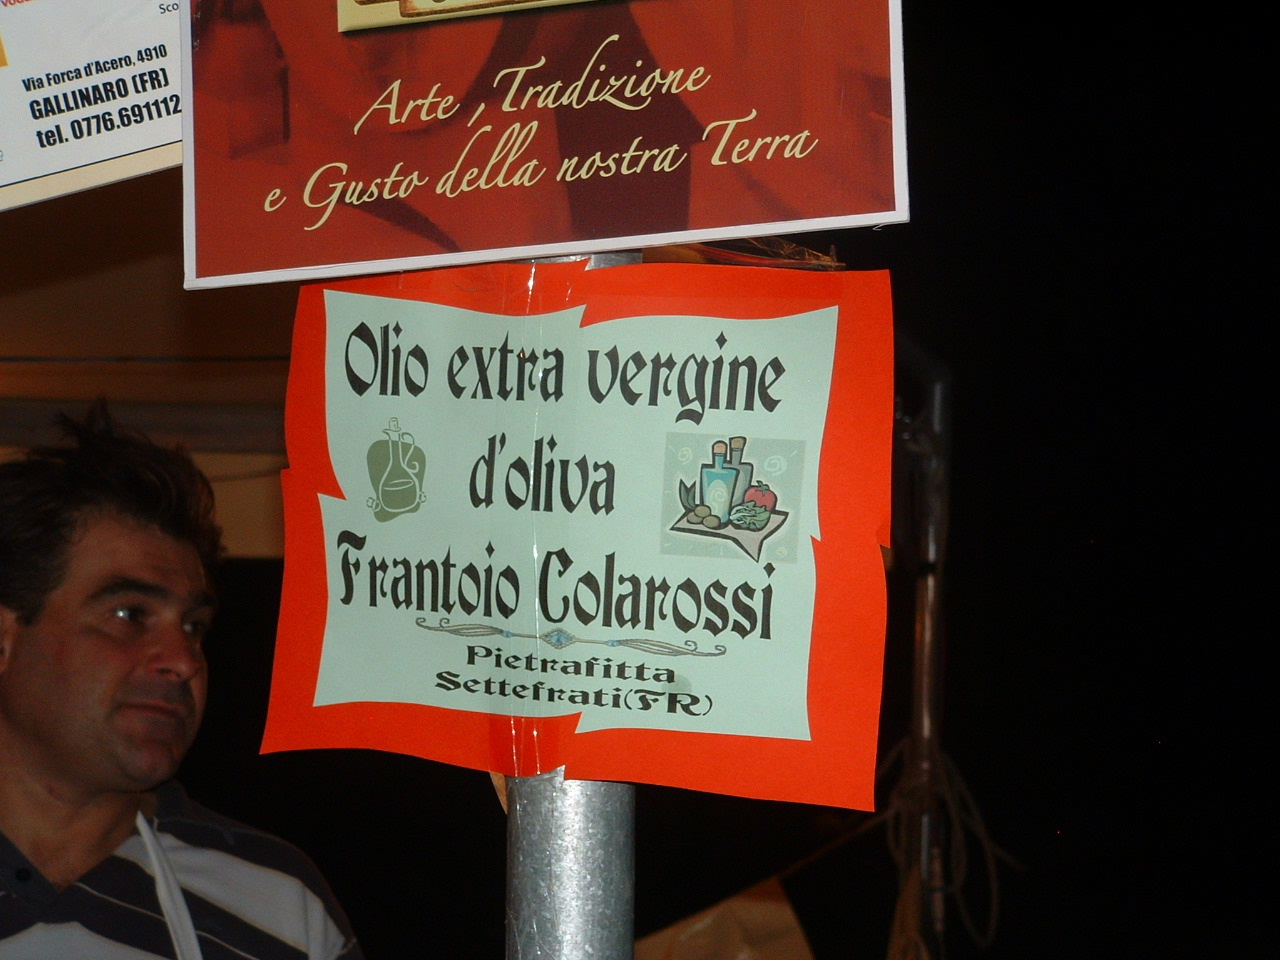 Sco
Via Forca d'Acero, 4910
GALLINARO (FR)
tel. 0776.691112
Arte, Tradizione
e Gusto della nostra Terra
Olio extra vergine
d'oliva
Frantoio Colarossi
Pietrafitta
Settefrati(FR)